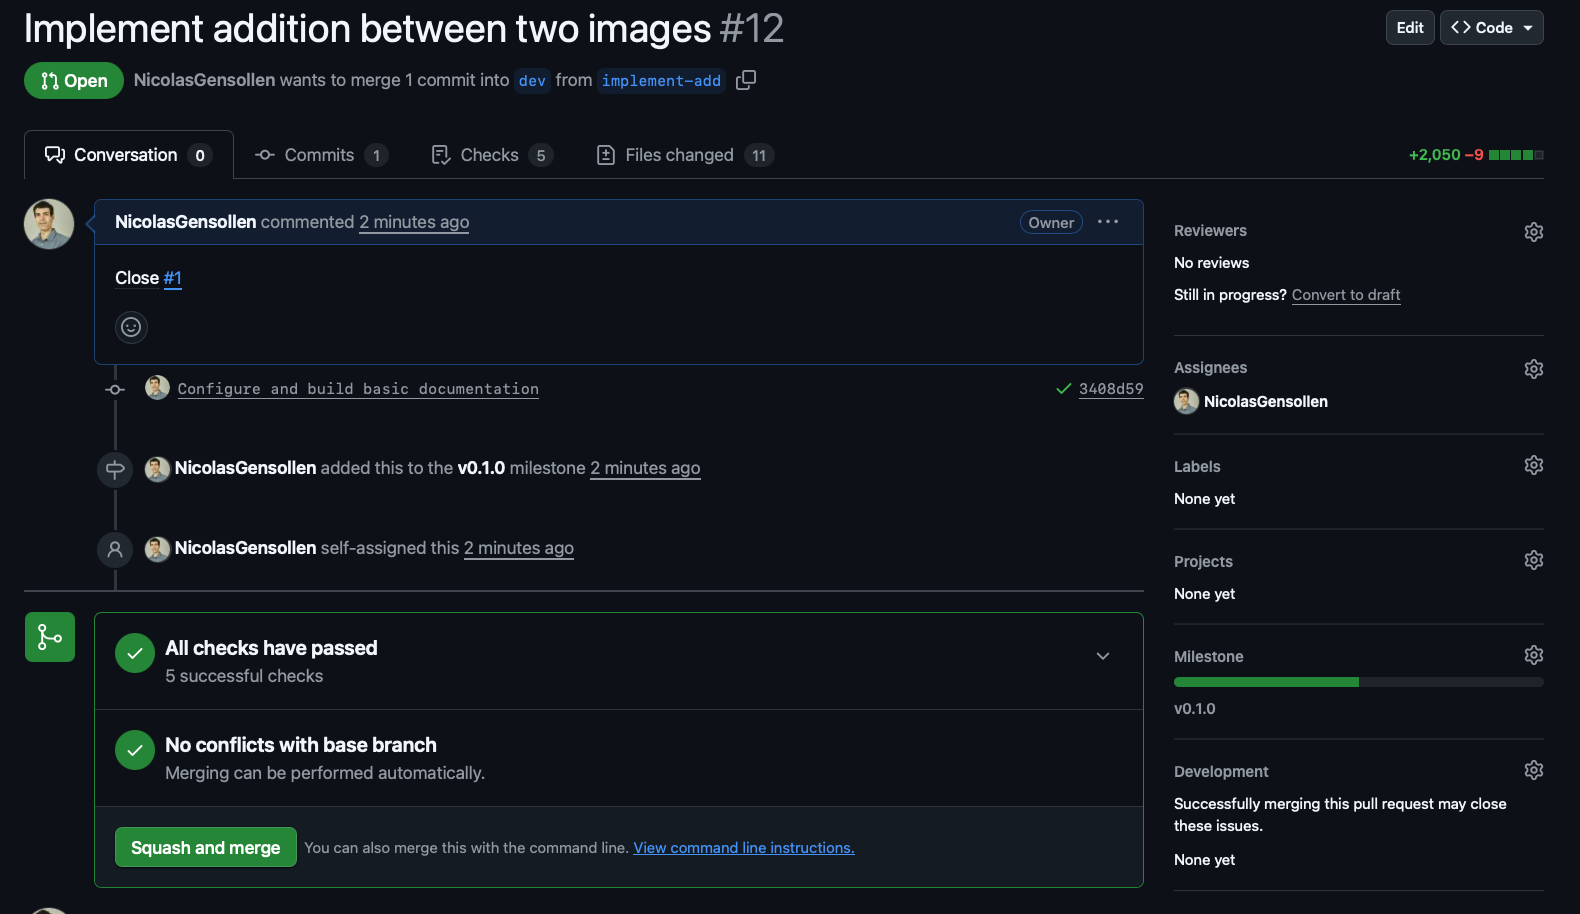 Implement addition between two images #12
Edit
Code
Open
NicolasGensollen wants to merge 1 commit into dev from implement-add
Conversation 0
Commits 1
Checks 5
Files changed 11
+2,050 −9
NicolasGensollen commented 2 minutes ago
Owner
Close #1
Configure and build basic documentation
3408d59
NicolasGensollen added this to the v0.1.0 milestone 2 minutes ago
NicolasGensollen self-assigned this 2 minutes ago
All checks have passed
5 successful checks
No conflicts with base branch
Merging can be performed automatically.
Squash and merge
You can also merge this with the command line. View command line instructions.
Reviewers
No reviews
Still in progress? Convert to draft
Assignees
NicolasGensollen
Labels
None yet
Projects
None yet
Milestone
v0.1.0
Development
Successfully merging this pull request may close
these issues.
None yet